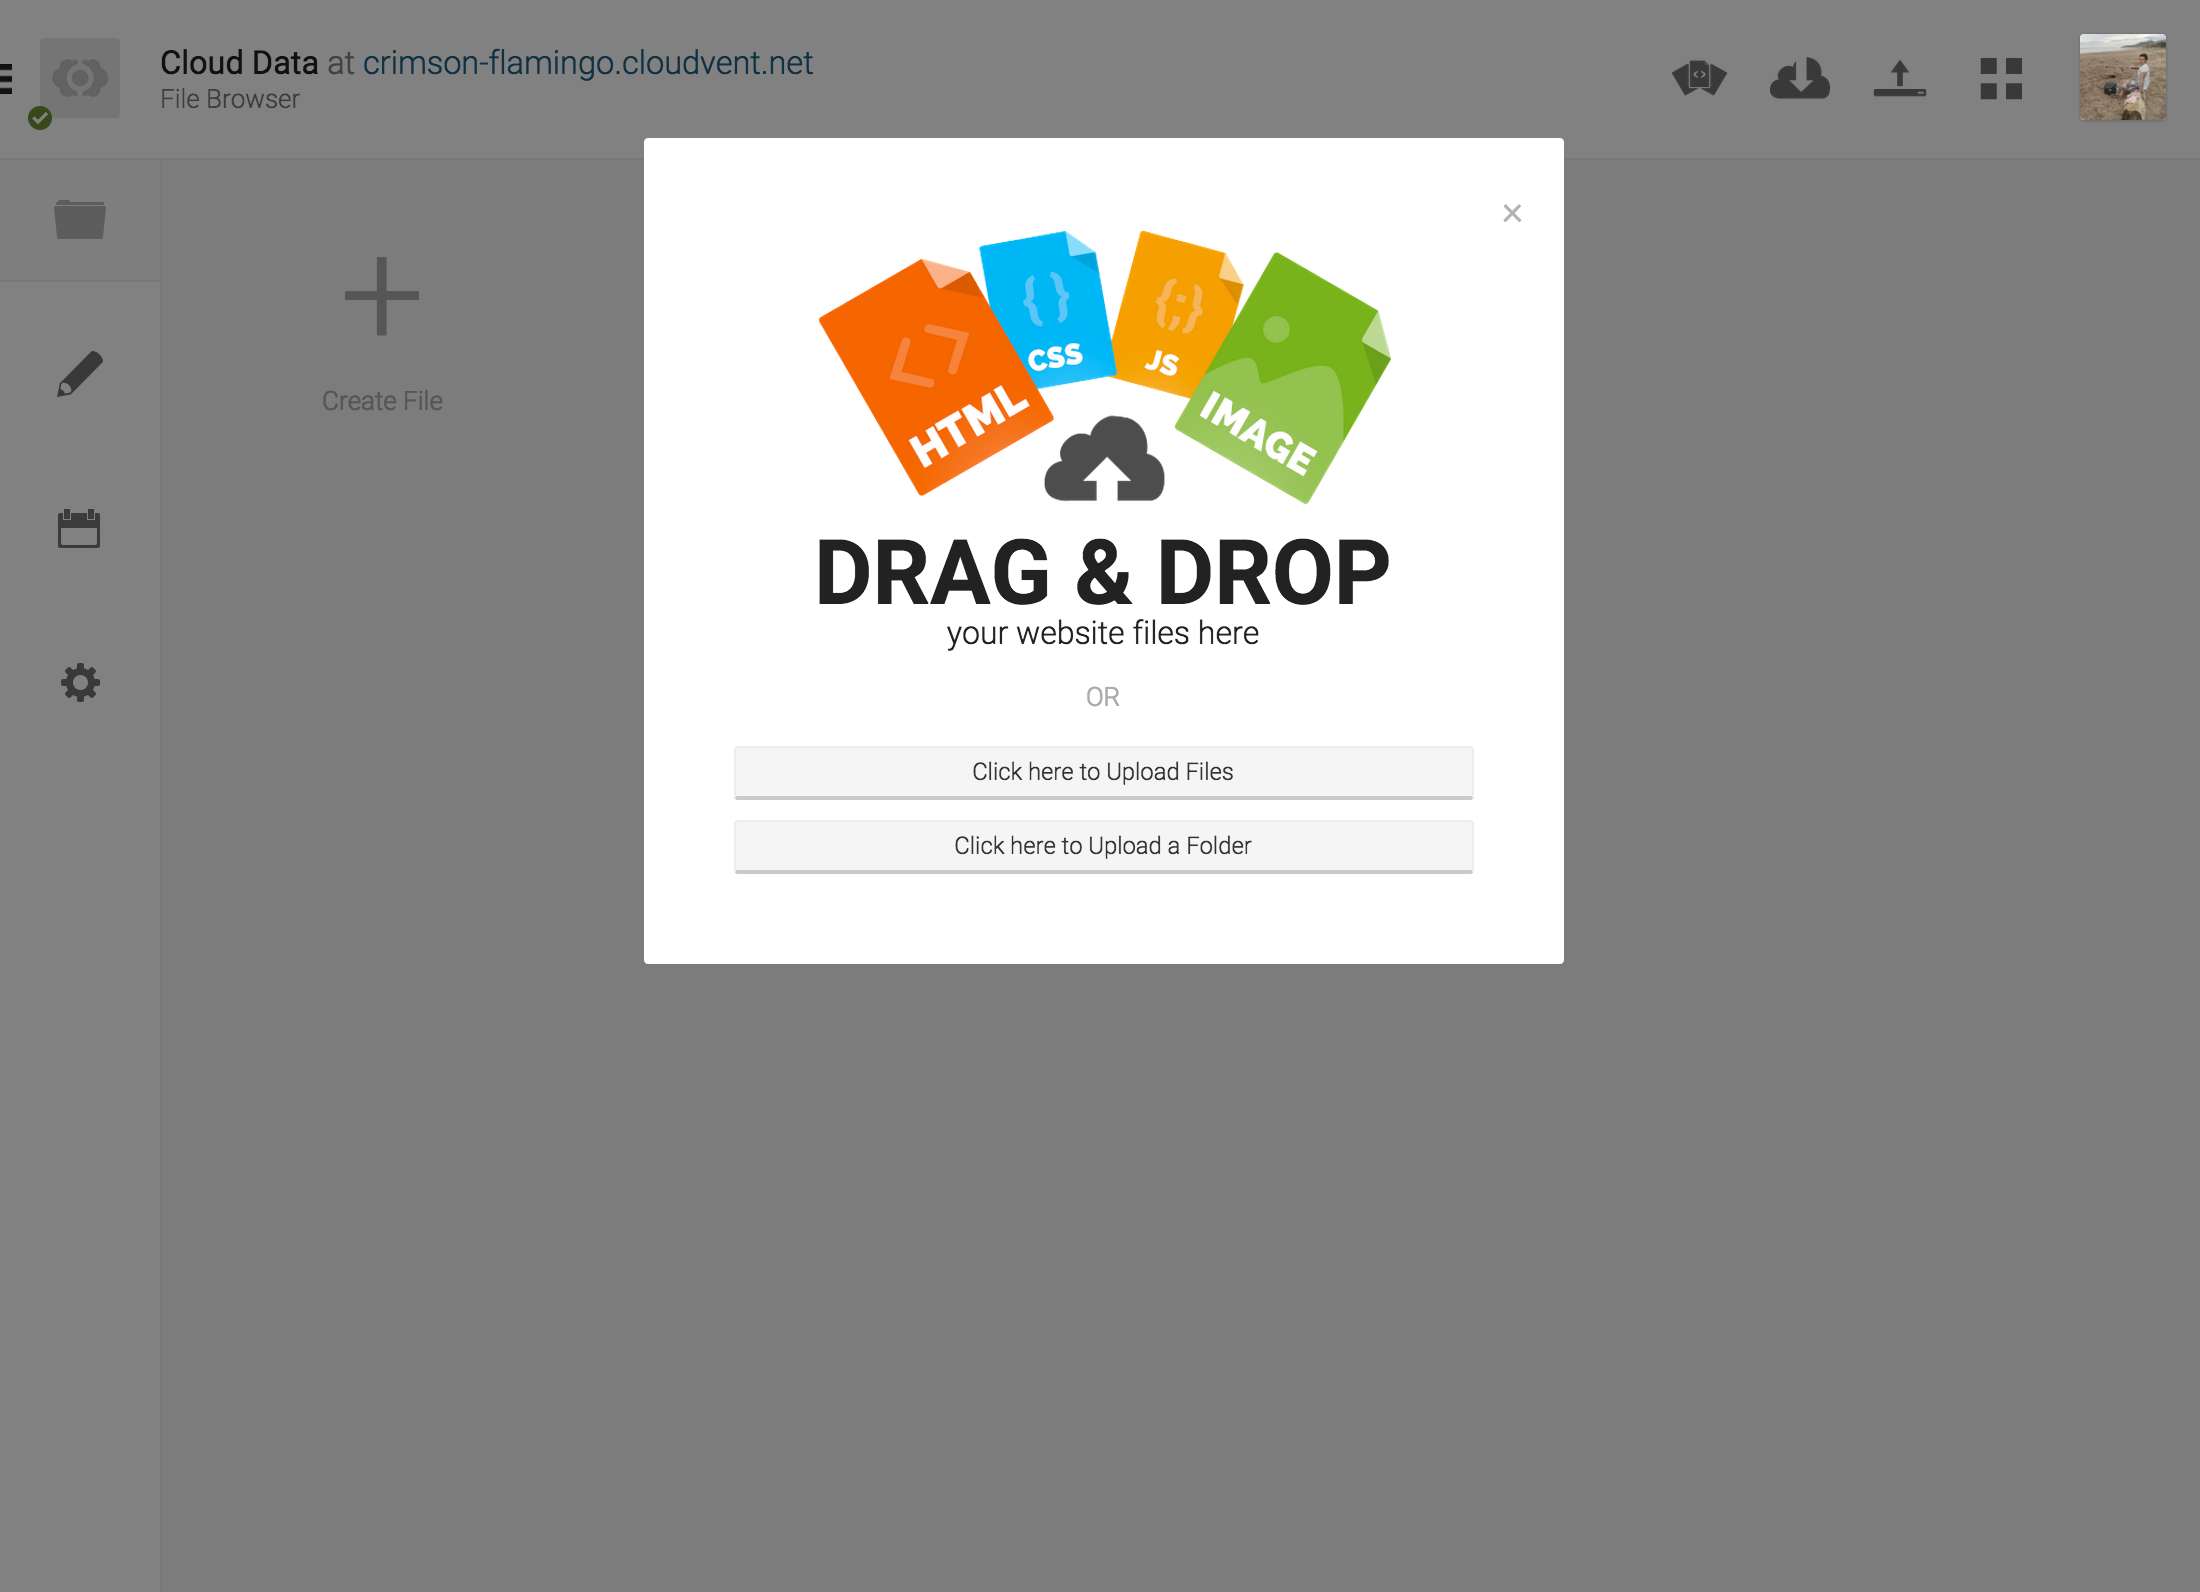 Cloud Data at crimson-flamingo.cloudvent.net
File Browser
Create File
HTML
{ } CSS
{;} JS
IMAGE
DRAG & DROP
your website files here
OR
Click here to Upload Files
Click here to Upload a Folder